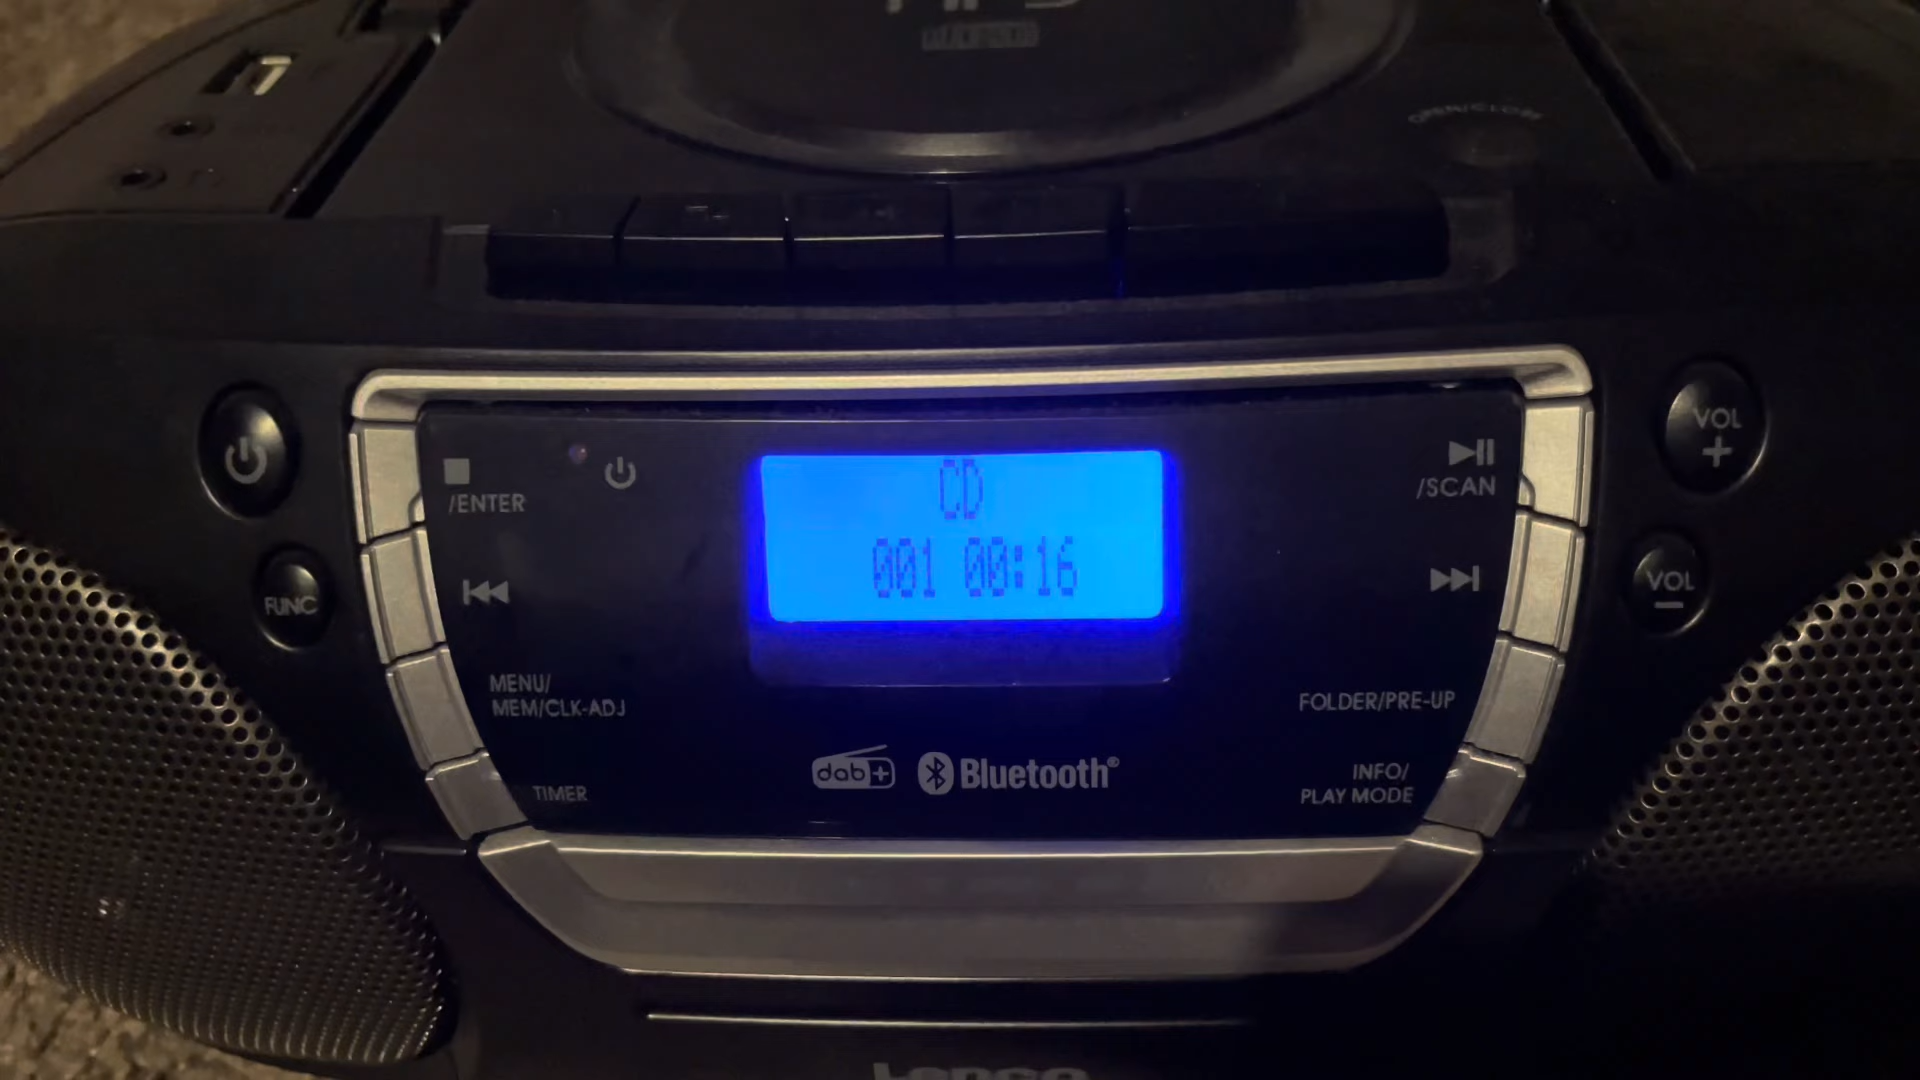 VOL
+
/ENTER
/SCAN
CD
001 00:16
FUNC
VOL
−
MENU/
MEM/CLK-ADJ
FOLDER/PRE-UP
dab+
Bluetooth®
TIMER
INFO/
PLAY MODE